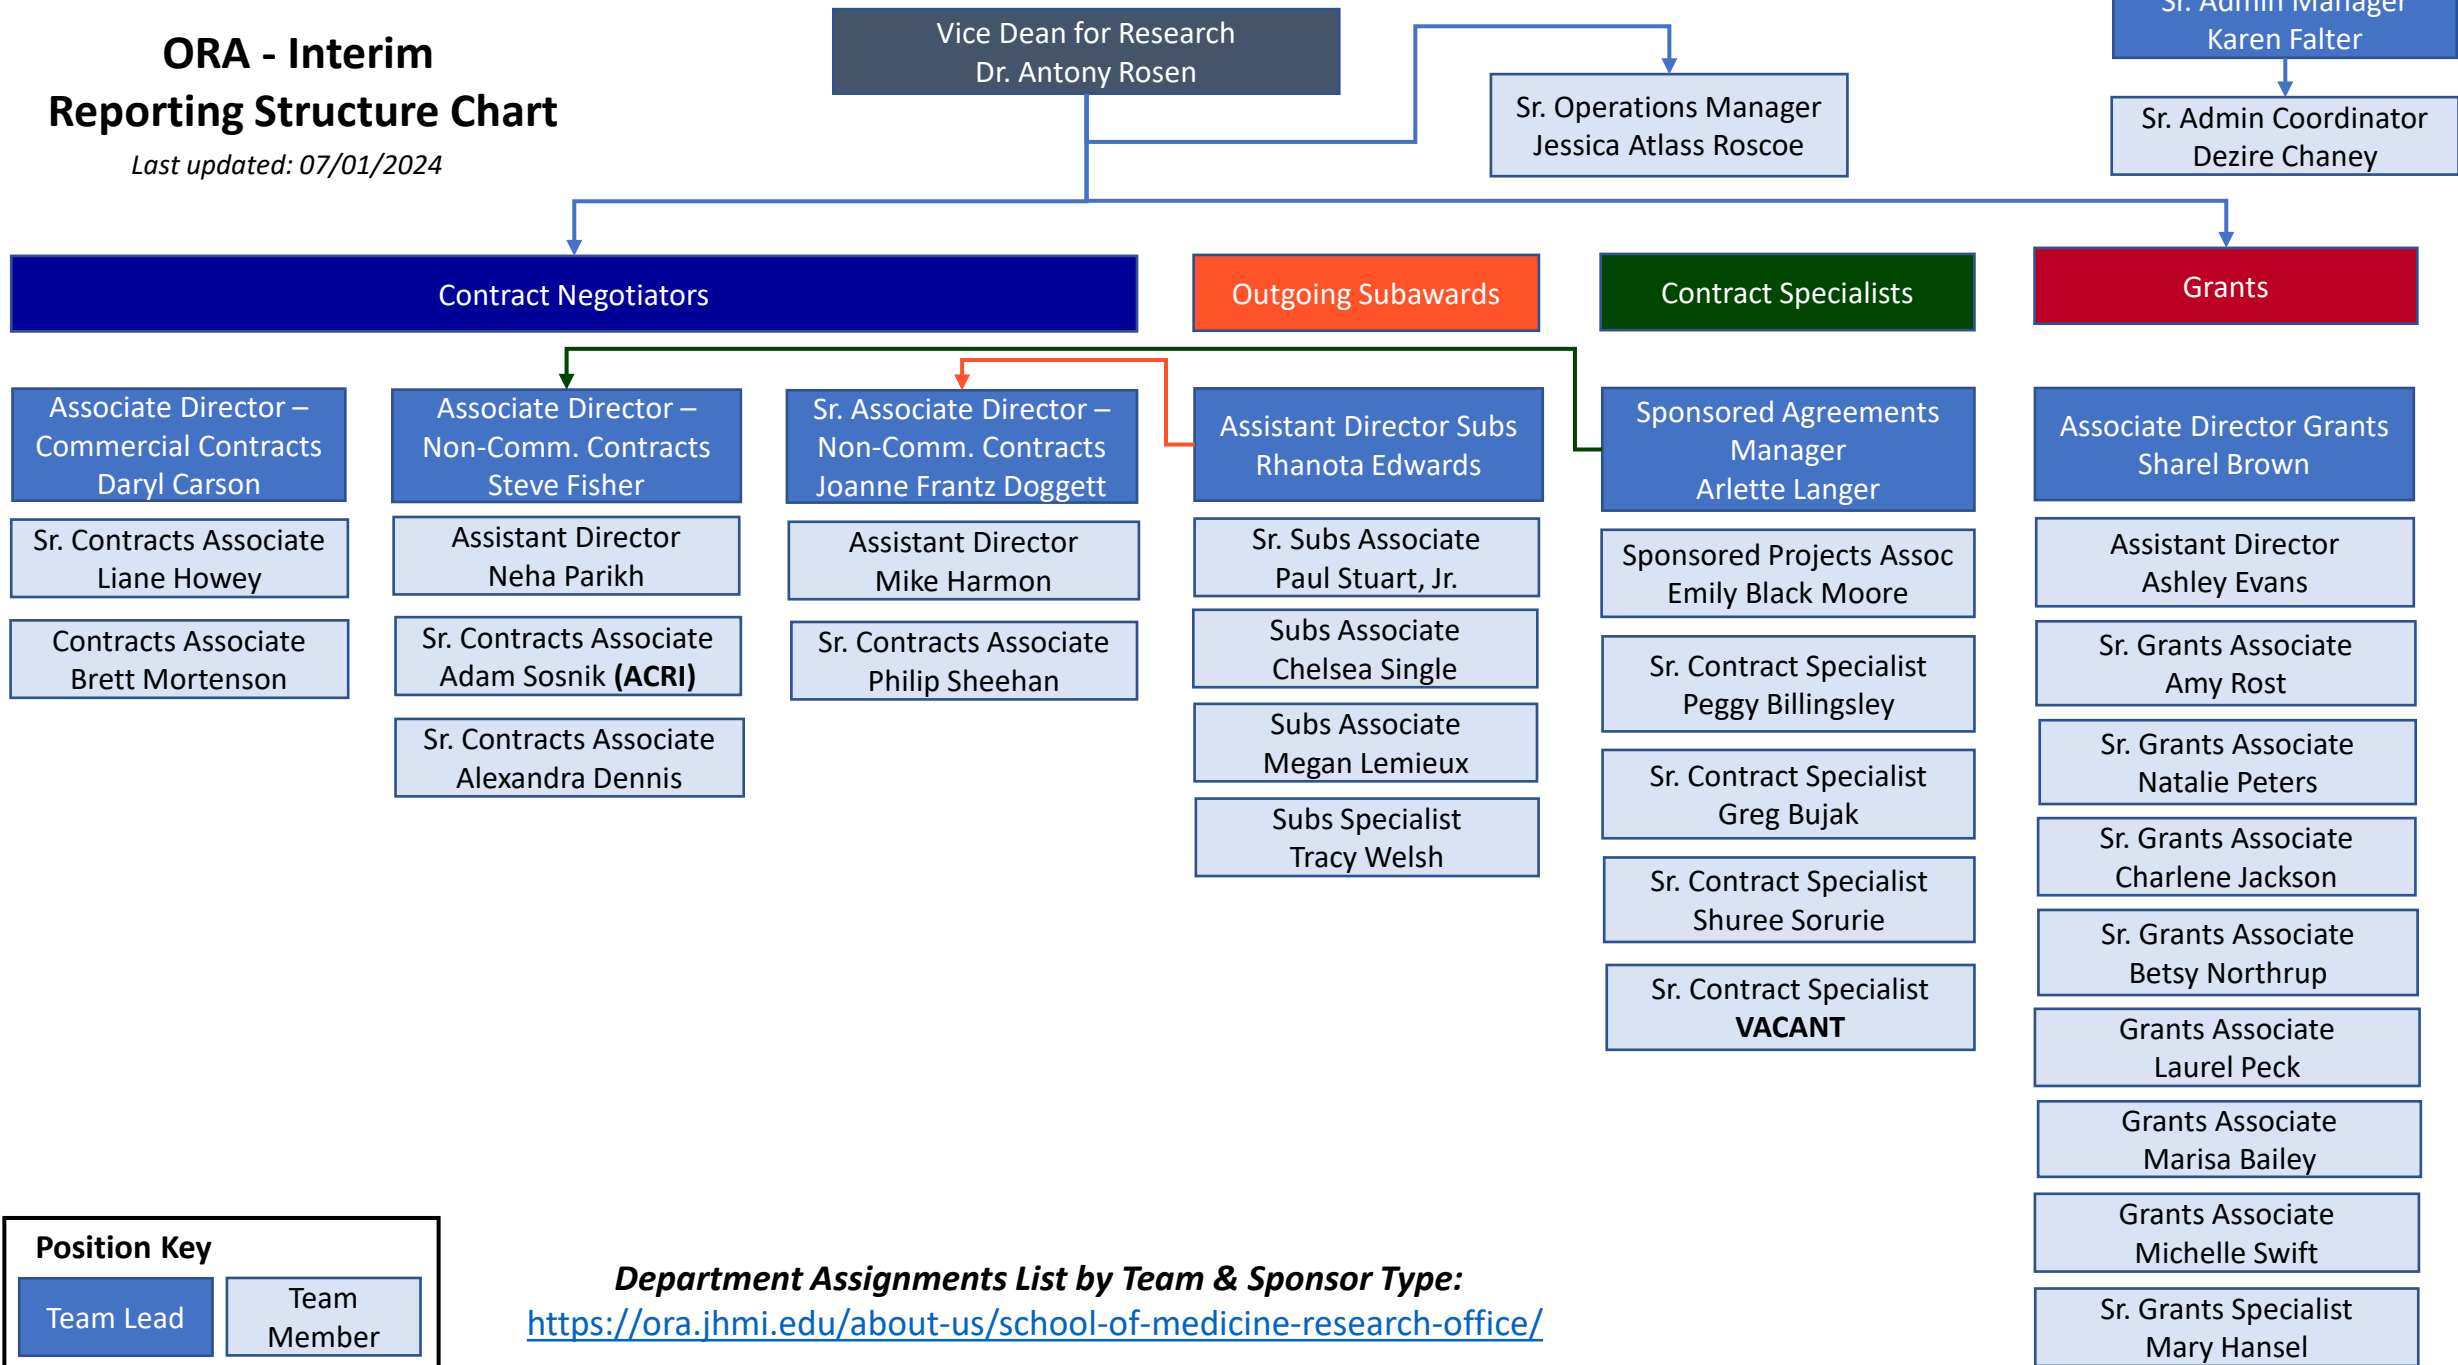 ORA - Interim
Reporting Structure Chart
Last updated: 07/01/2024
Vice Dean for Research
Dr. Antony Rosen
Sr. Operations Manager
Jessica Atlass Roscoe
Sr. Admin Manager
Karen Falter
Sr. Admin Coordinator
Dezire Chaney
Contract Negotiators
Outgoing Subawards
Contract Specialists
Grants
Associate Director –
Commercial Contracts
Daryl Carson
Sr. Contracts Associate
Liane Howey
Contracts Associate
Brett Mortenson
Associate Director –
Non-Comm. Contracts
Steve Fisher
Assistant Director
Neha Parikh
Sr. Contracts Associate
Adam Sosnik (ACRI)
Sr. Contracts Associate
Alexandra Dennis
Sr. Associate Director –
Non-Comm. Contracts
Joanne Frantz Doggett
Assistant Director
Mike Harmon
Sr. Contracts Associate
Philip Sheehan
Assistant Director Subs
Rhanota Edwards
Sr. Subs Associate
Paul Stuart, Jr.
Subs Associate
Chelsea Single
Subs Associate
Megan Lemieux
Subs Specialist
Tracy Welsh
Sponsored Agreements
Manager
Arlette Langer
Sponsored Projects Assoc
Emily Black Moore
Sr. Contract Specialist
Peggy Billingsley
Sr. Contract Specialist
Greg Bujak
Sr. Contract Specialist
Shuree Sorurie
Sr. Contract Specialist
VACANT
Associate Director Grants
Sharel Brown
Assistant Director
Ashley Evans
Sr. Grants Associate
Amy Rost
Sr. Grants Associate
Natalie Peters
Sr. Grants Associate
Charlene Jackson
Sr. Grants Associate
Betsy Northrup
Grants Associate
Laurel Peck
Grants Associate
Marisa Bailey
Grants Associate
Michelle Swift
Sr. Grants Specialist
Mary Hansel
Position Key
Team Lead
Team
Member
Department Assignments List by Team & Sponsor Type:
https://ora.jhmi.edu/about-us/school-of-medicine-research-office/